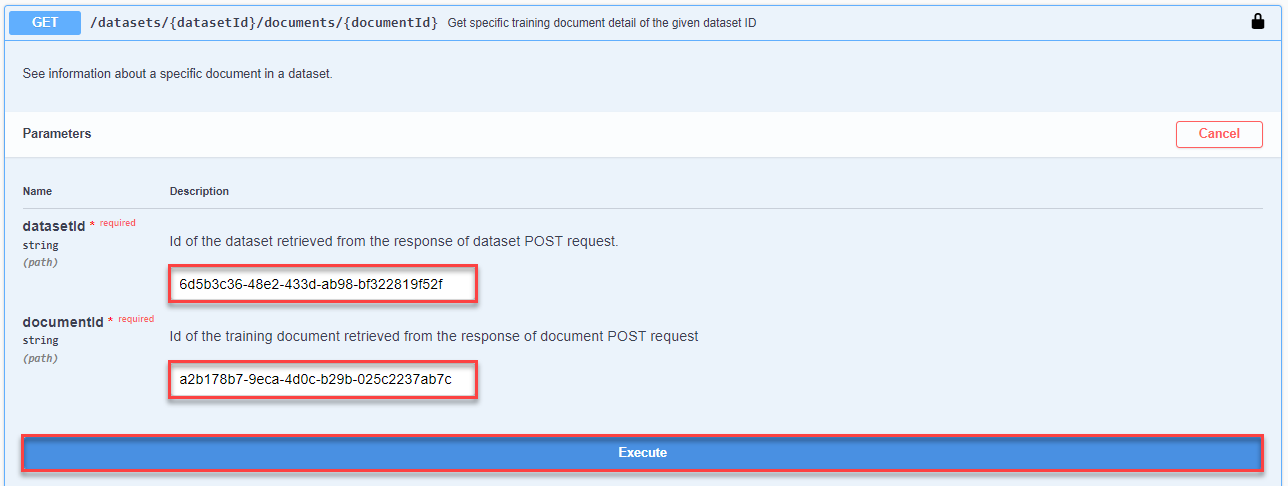 GET /datasets/{datasetId}/documents/{documentId} Get specific training document detail of the given dataset ID
See information about a specific document in a dataset.
Parameters Cancel
Name Description
datasetId * required
string
(path)
Id of the dataset retrieved from the response of dataset POST request.
6d5b3c36-48e2-433d-ab98-bf322819f52f
documentId * required
string
(path)
Id of the training document retrieved from the response of document POST request
a2b178b7-9eca-4d0c-b29b-025c2237ab7c
Execute